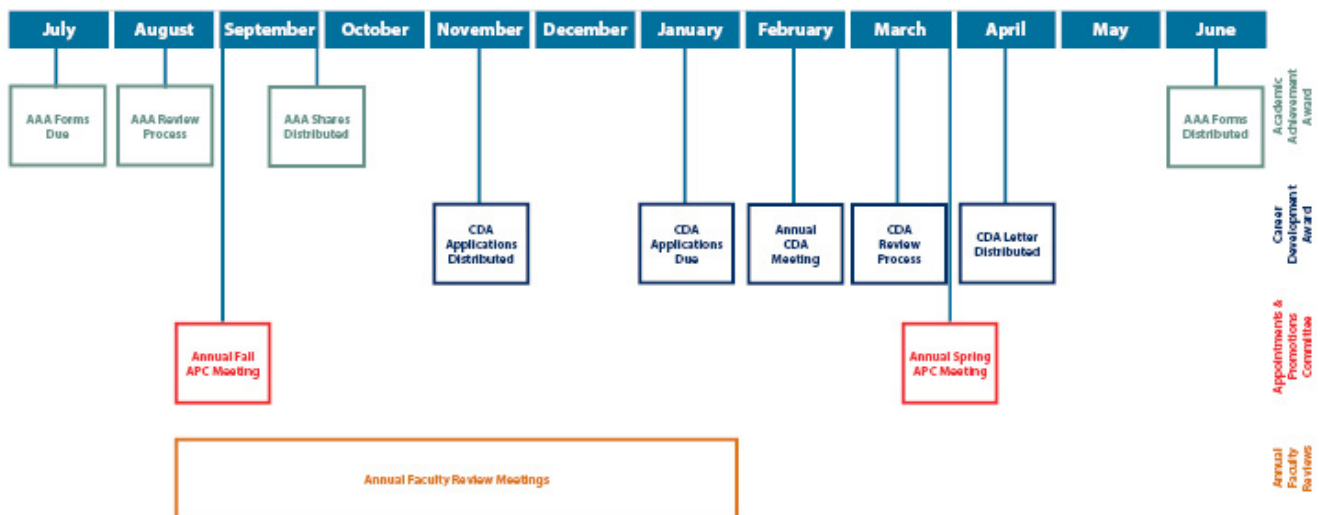 July August September October November December January February March April May June
AAA Forms
Due
AAA Review
Process
AAA Shares
Distributed
AAA Forms
Distributed
Academic
Achievement
Award
CDA
Applications
Distributed
CDA
Applications
Due
Annual
CDA
Meeting
CDA
Review
Process
CDA Letter
Distributed
Career
Development
Award
Annual Fall
APC Meeting
Annual Spring
APC Meeting
Appointments &
Promotions
Committee
Annual Faculty Review Meetings
Annual
Faculty
Reviews